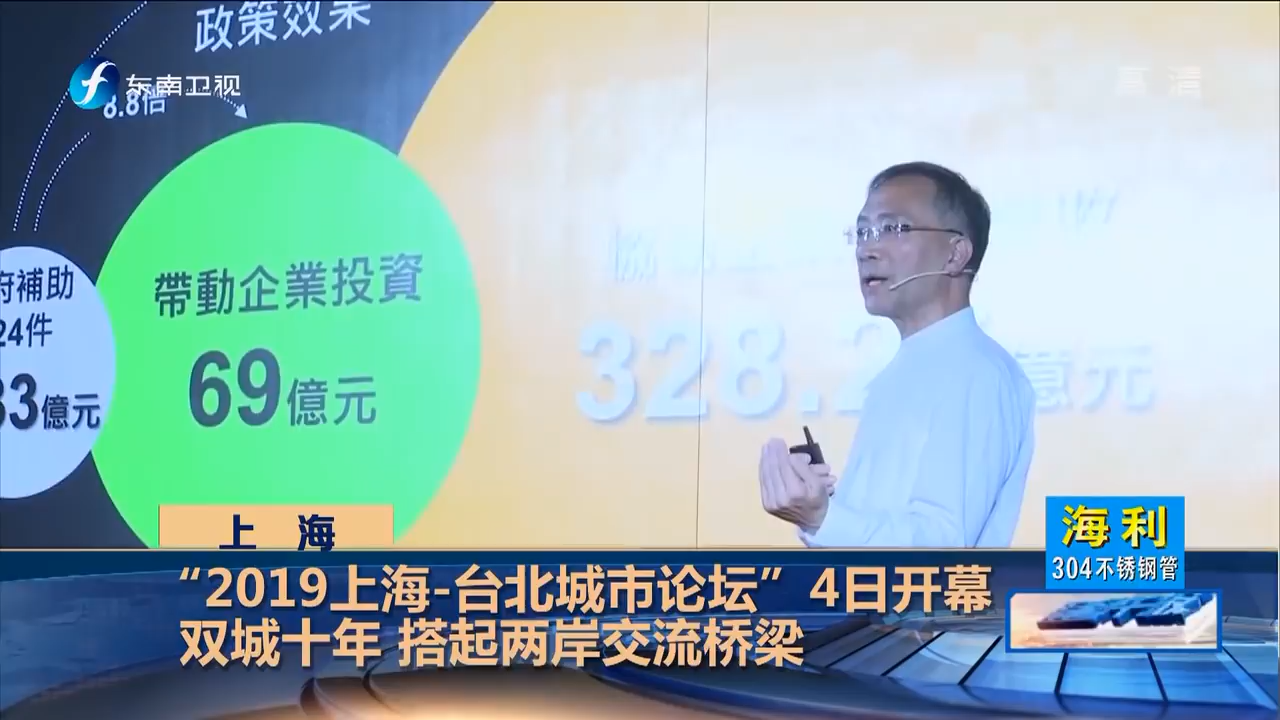 政策效果
东南卫视
8.8倍
高清
府補助
24件
33億元
帶動企業投資
69億元
328.2
億元
上 海
“2019上海-台北城市论坛”4日开幕
双城十年 搭起两岸交流桥梁
海利
304不锈钢管